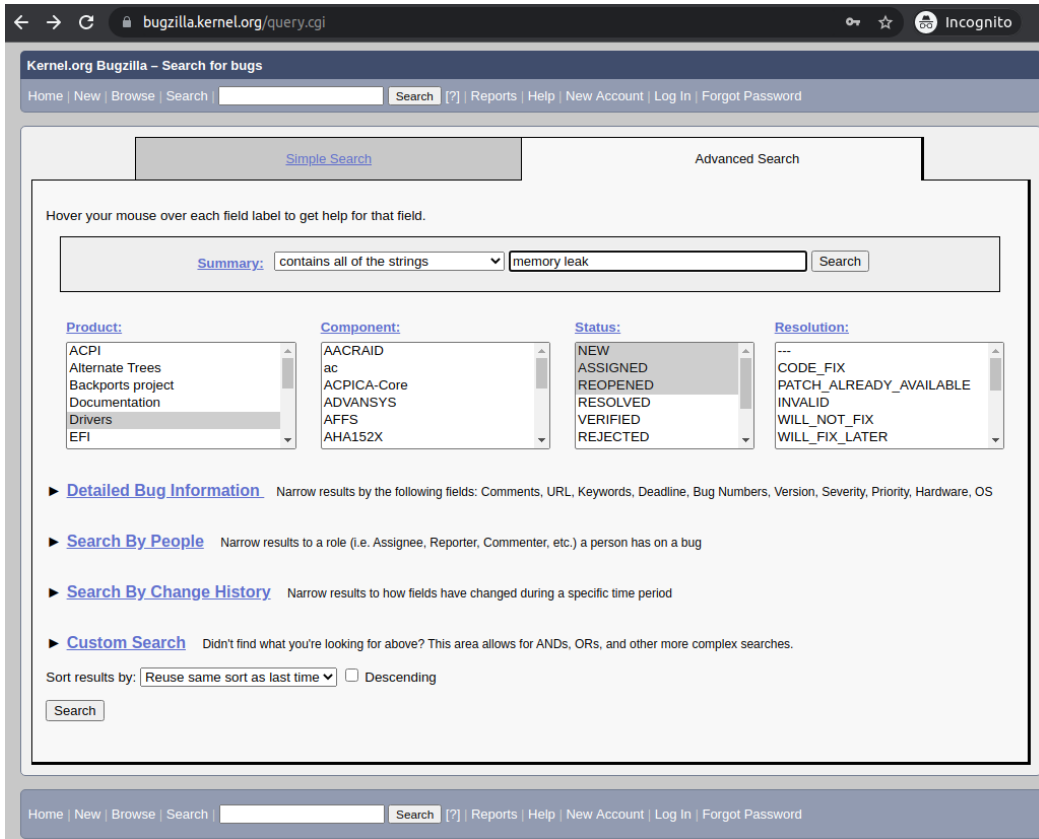 bugzilla.kernel.org/query.cgi
Incognito
Kernel.org Bugzilla – Search for bugs
Home | New | Browse | Search | Search [?] | Reports | Help | New Account | Log In | Forgot Password
Simple Search Advanced Search
Hover your mouse over each field label to get help for that field.
Summary: contains all of the strings memory leak Search
Product: Component: Status: Resolution:
ACPI AACRAID NEW ---
Alternate Trees ac ASSIGNED CODE_FIX
Backports project ACPICA-Core REOPENED PATCH_ALREADY_AVAILABLE
Documentation ADVANSYS RESOLVED INVALID
Drivers AFFS VERIFIED WILL_NOT_FIX
EFI AHA152X REJECTED WILL_FIX_LATER
► Detailed Bug Information Narrow results by the following fields: Comments, URL, Keywords, Deadline, Bug Numbers, Version, Severity, Priority, Hardware, OS
► Search By People Narrow results to a role (i.e. Assignee, Reporter, Commenter, etc.) a person has on a bug
► Search By Change History Narrow results to how fields have changed during a specific time period
► Custom Search Didn't find what you're looking for above? This area allows for ANDs, ORs, and other more complex searches.
Sort results by: Reuse same sort as last time Descending
Search
Home | New | Browse | Search | Search [?] | Reports | Help | New Account | Log In | Forgot Password